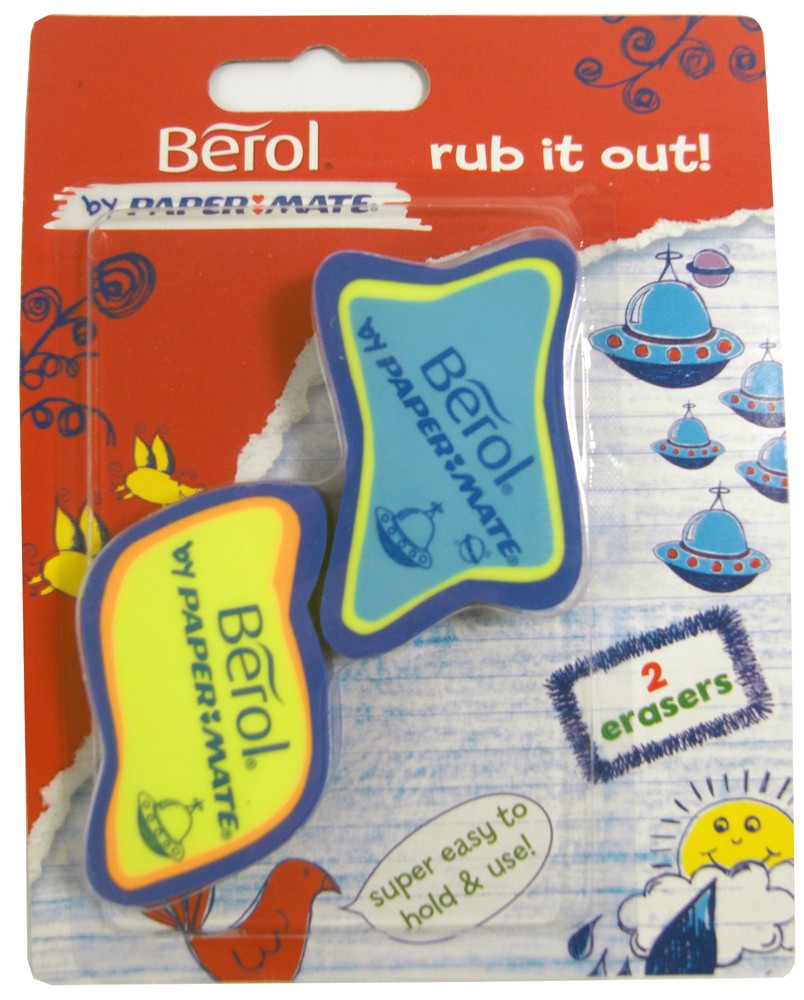 Berol
rub it out!
by PAPER MATE®
Berol®
by PAPER MATE®
Berol®
by PAPER MATE®
2
erasers
super easy to
hold & use!